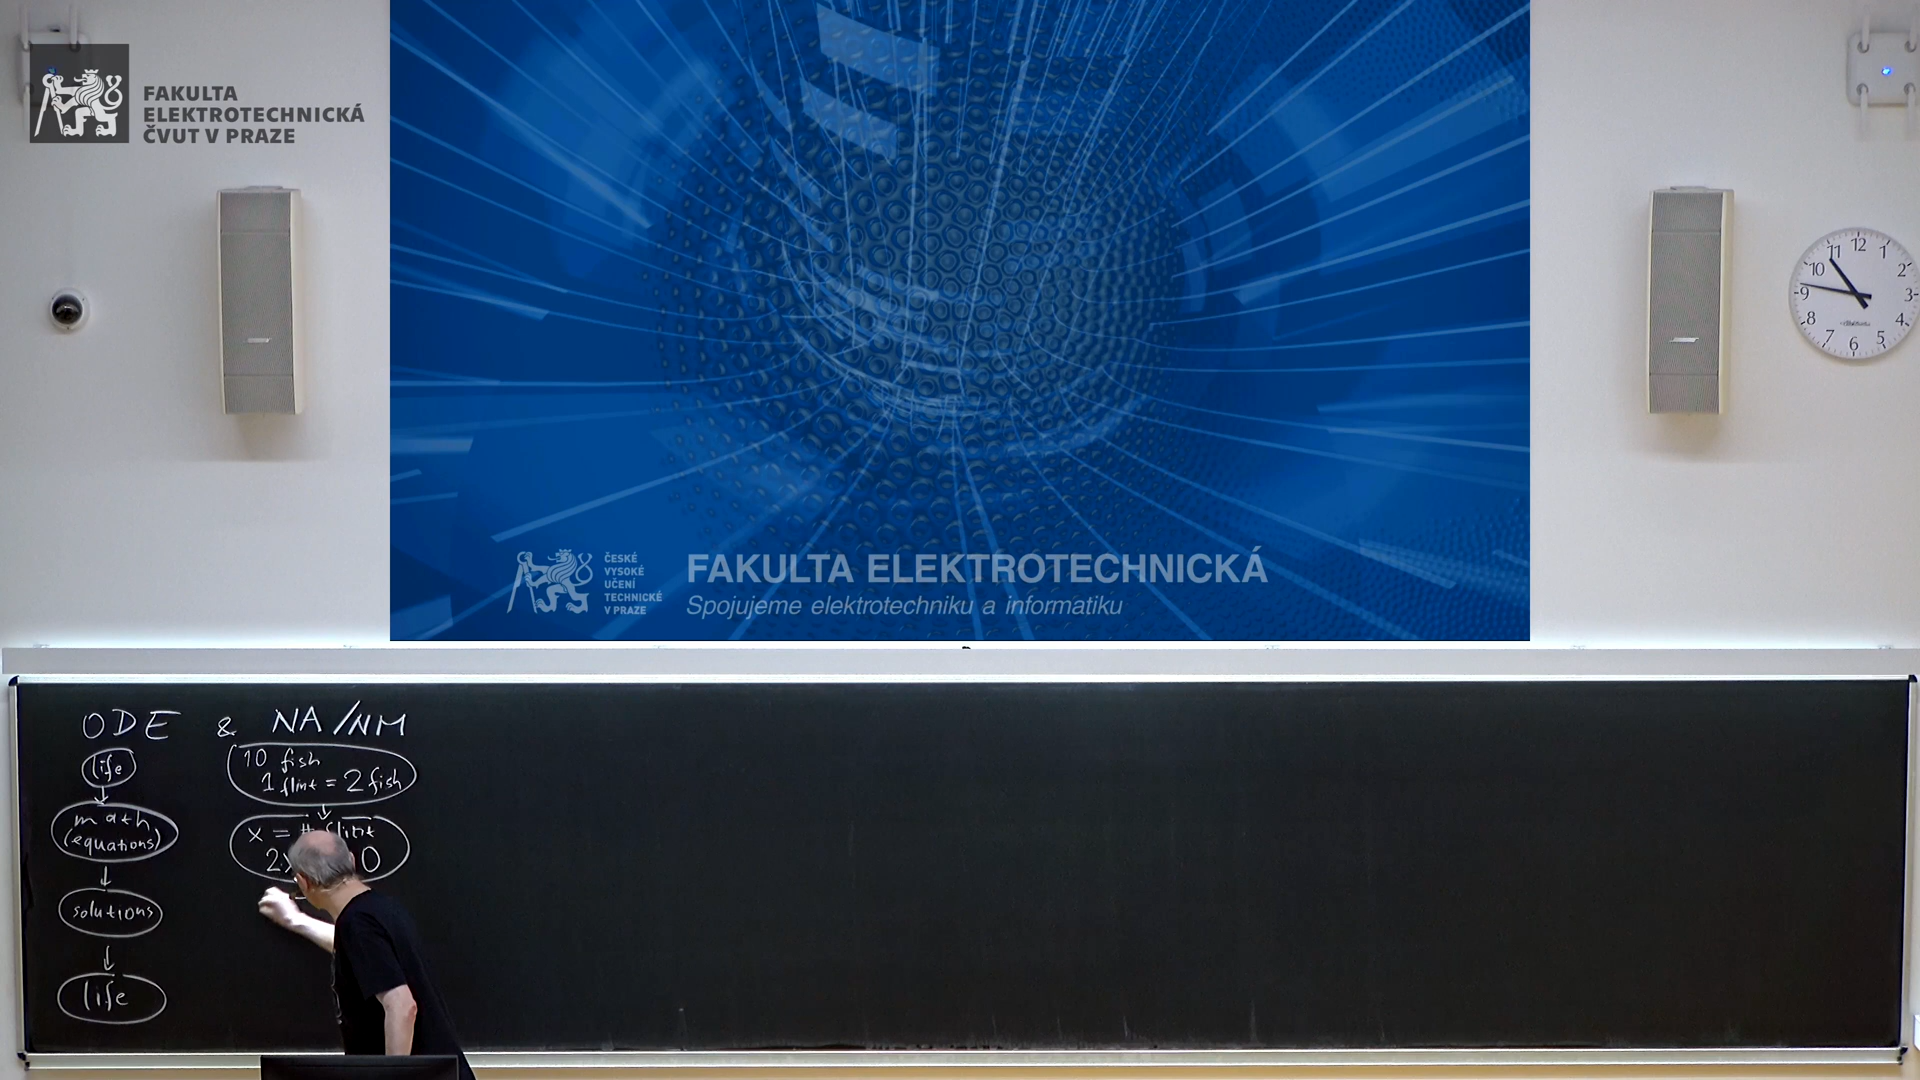 FAKULTA
ELEKTROTECHNICKÁ
ČVUT V PRAZE
ČESKÉ
VYSOKÉ
UČENÍ
TECHNICKÉ
V PRAZE
FAKULTA ELEKTROTECHNICKÁ
Spojujeme elektrotechniku a informatiku
12
1
2
3
4
5
6
7
8
9
10
11
ODE & NA/NM
life
math
(equations)
solutions
life
10 fish
1 flint = 2 fish
x = # flint
2
0